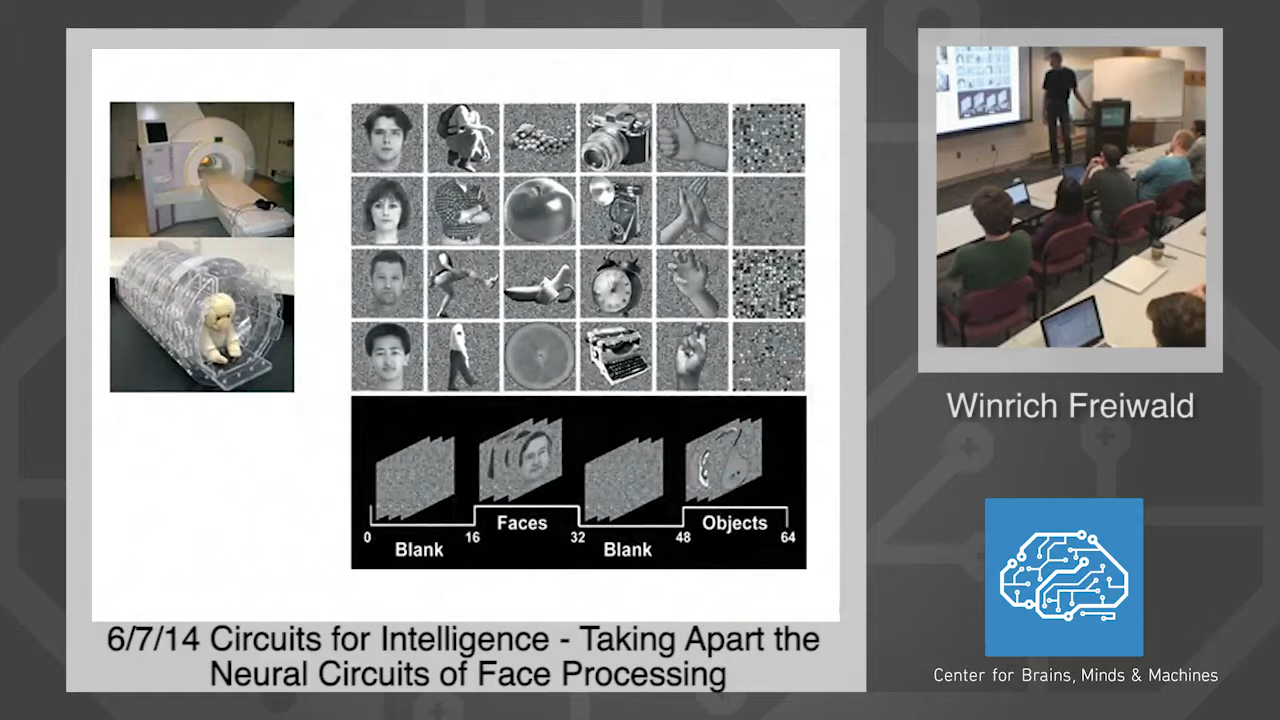 Faces
Objects
0
16
32
48
64
Blank
Blank
6/7/14 Circuits for Intelligence - Taking Apart the
Neural Circuits of Face Processing
Winrich Freiwald
Center for Brains, Minds & Machines